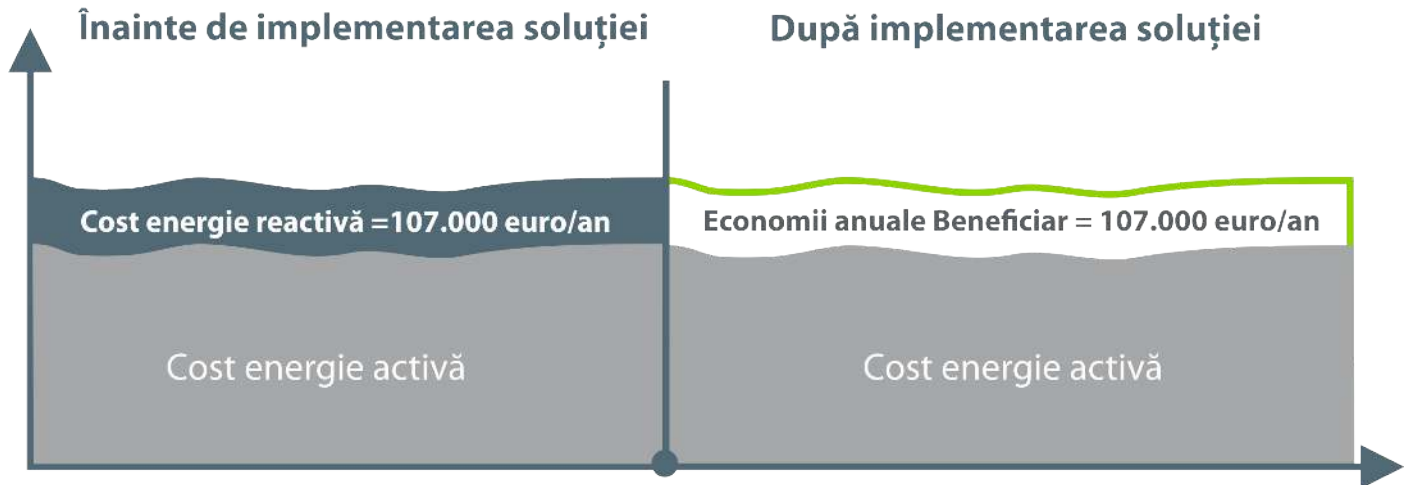 Înainte de implementarea soluției
După implementarea soluției
Cost energie reactivă =107.000 euro/an
Economii anuale Beneficiar = 107.000 euro/an
Cost energie activă
Cost energie activă